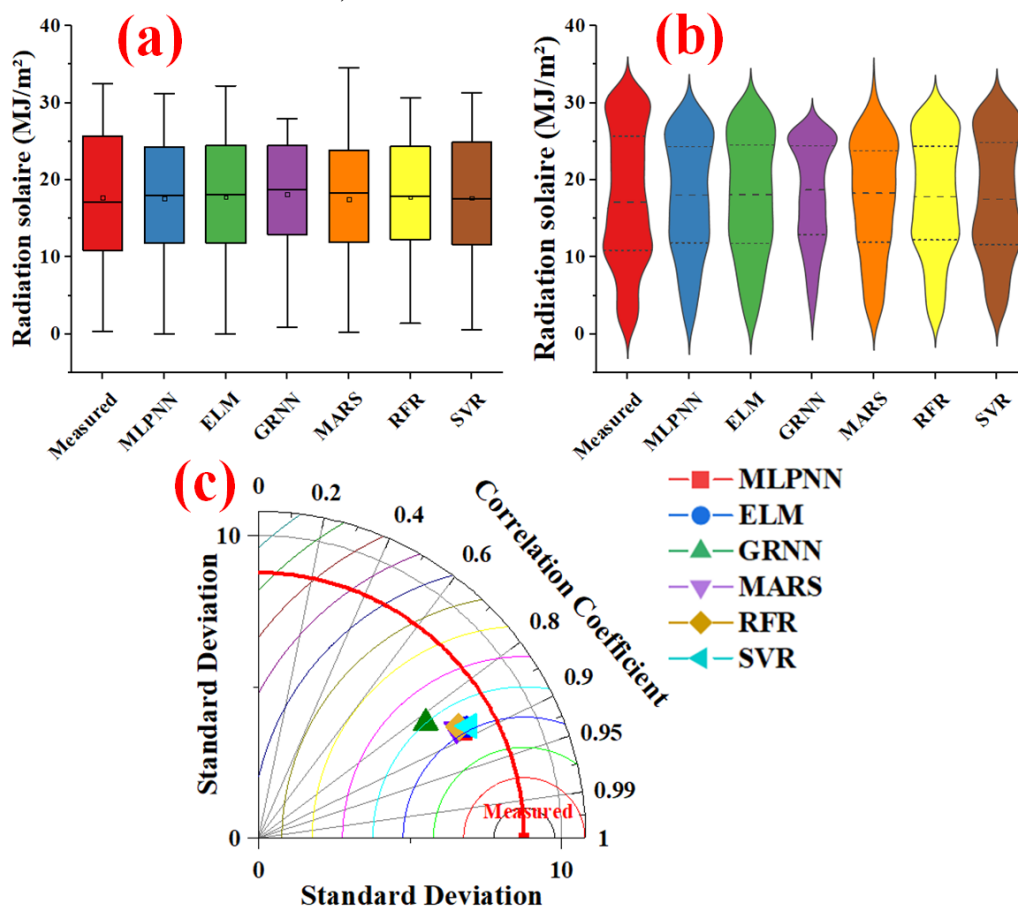 (a)
Radiation solaire (MJ/m²)
40
30
20
10
0
Measured
MLPNN
ELM
GRNN
MARS
RFR
SVR
(b)
Radiation solaire (MJ/m²)
40
30
20
10
0
Measured
MLPNN
ELM
GRNN
MARS
RFR
SVR
(c)
Standard Deviation
10
0
0
10
Standard Deviation
0
0.2
0.4
0.6
0.8
0.9
0.95
0.99
1
Correlation Coefficient
Measured
MLPNN
ELM
GRNN
MARS
RFR
SVR